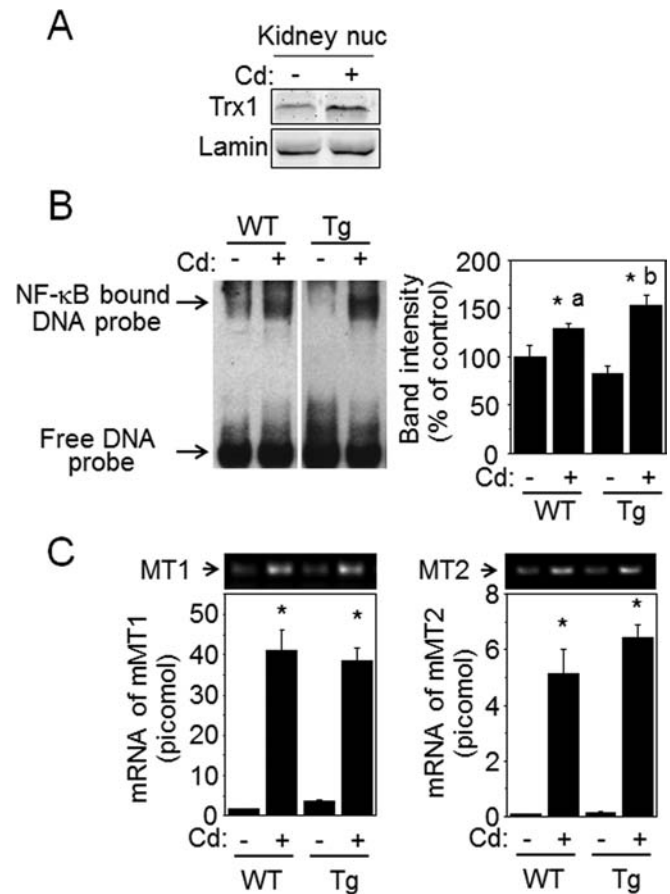 A
Kidney nuc
Cd: - +
Trx1
Lamin
B
WT Tg
Cd: - + - +
NF-κB bound
DNA probe
Free DNA
probe
Band intensity
(% of control)
200
150
100
50
0
* a
* b
Cd: - + - +
WT Tg
C
MT1
mRNA of mMT1
(picomol)
50
40
30
20
10
0
*
*
Cd: - + - +
WT Tg
MT2
mRNA of mMT2
(picomol)
8
6
4
2
0
*
*
Cd: - + - +
WT Tg